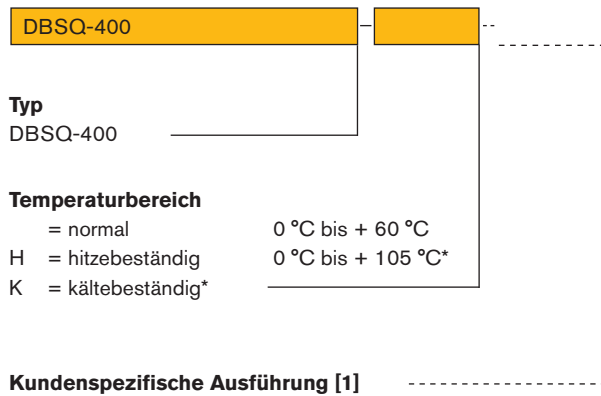 DBSQ-400
Typ
DBSQ-400
Temperaturbereich
= normal 0 °C bis + 60 °C
H = hitzebeständig 0 °C bis + 105 °C*
K = kältebeständig*
Kundenspezifische Ausführung [1]